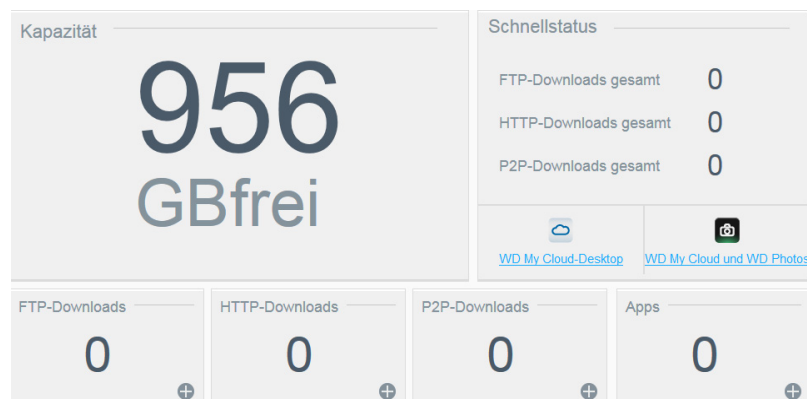 Kapazität
956
GBfrei
Schnellstatus
FTP-Downloads gesamt 0
HTTP-Downloads gesamt 0
P2P-Downloads gesamt 0
WD My Cloud-Desktop
WD My Cloud und WD Photos
FTP-Downloads
0
HTTP-Downloads
0
P2P-Downloads
0
Apps
0